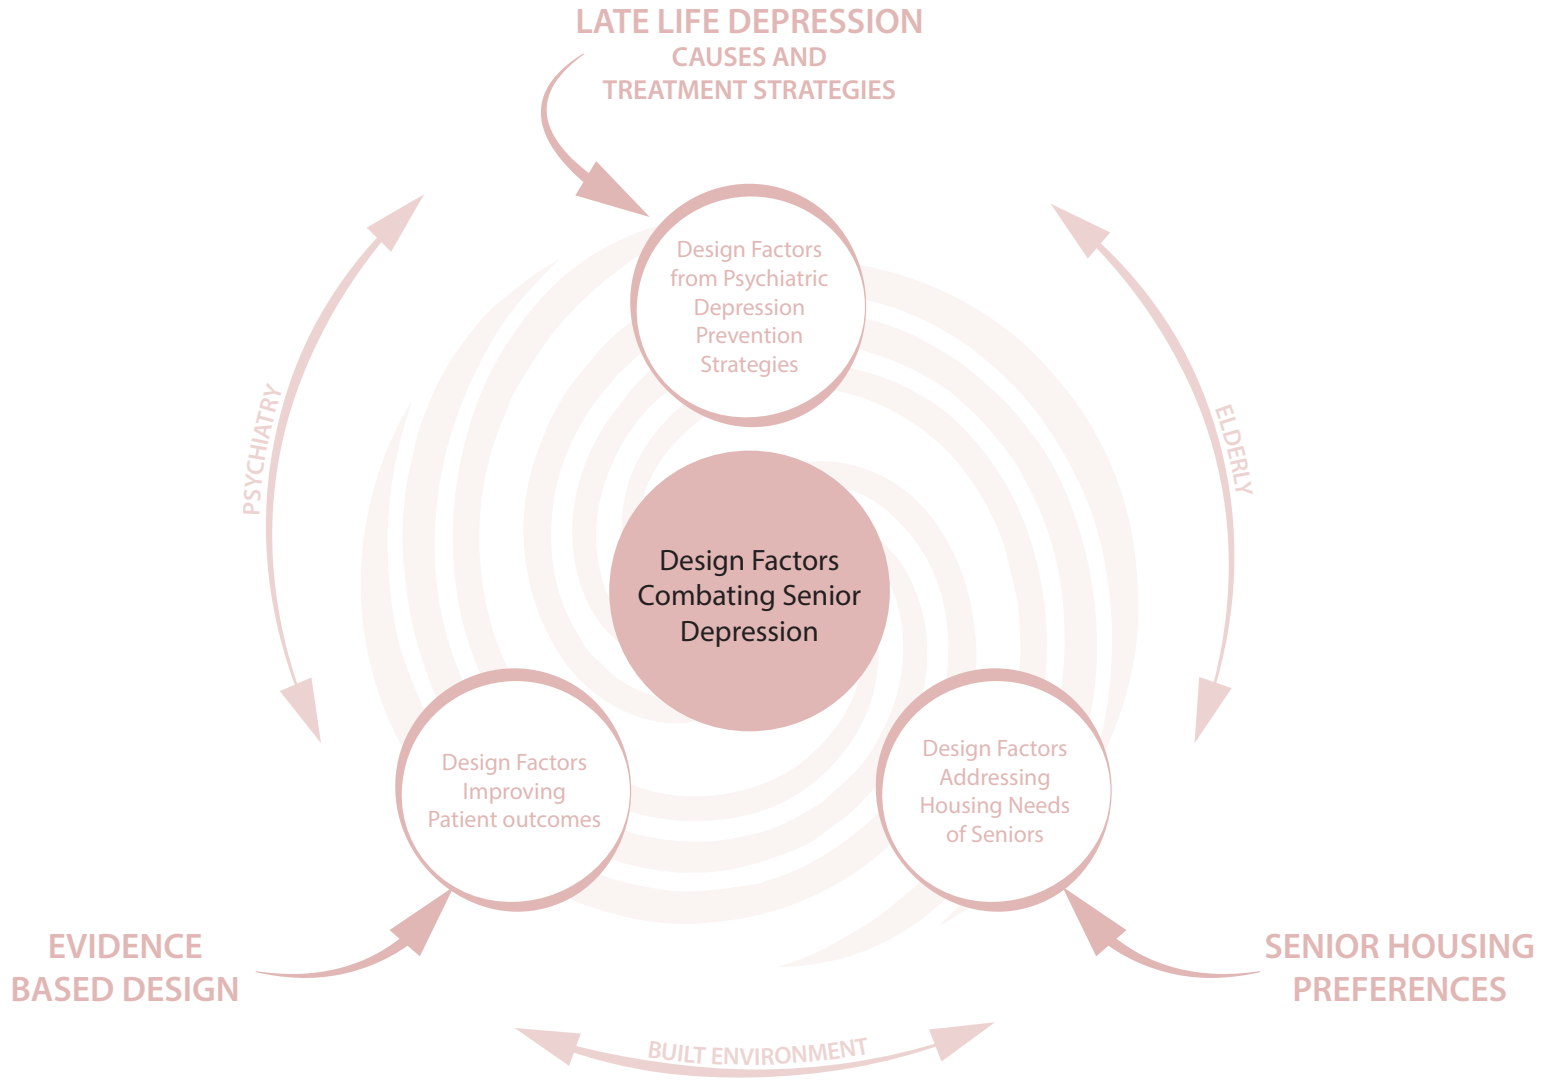 LATE LIFE DEPRESSION
CAUSES AND
TREATMENT STRATEGIES
Design Factors
from Psychiatric
Depression
Prevention
Strategies
PSYCHIATRY
ELDERLY
Design Factors
Combating Senior
Depression
Design Factors
Improving
Patient outcomes
Design Factors
Addressing
Housing Needs
of Seniors
EVIDENCE
BASED DESIGN
SENIOR HOUSING
PREFERENCES
BUILT ENVIRONMENT